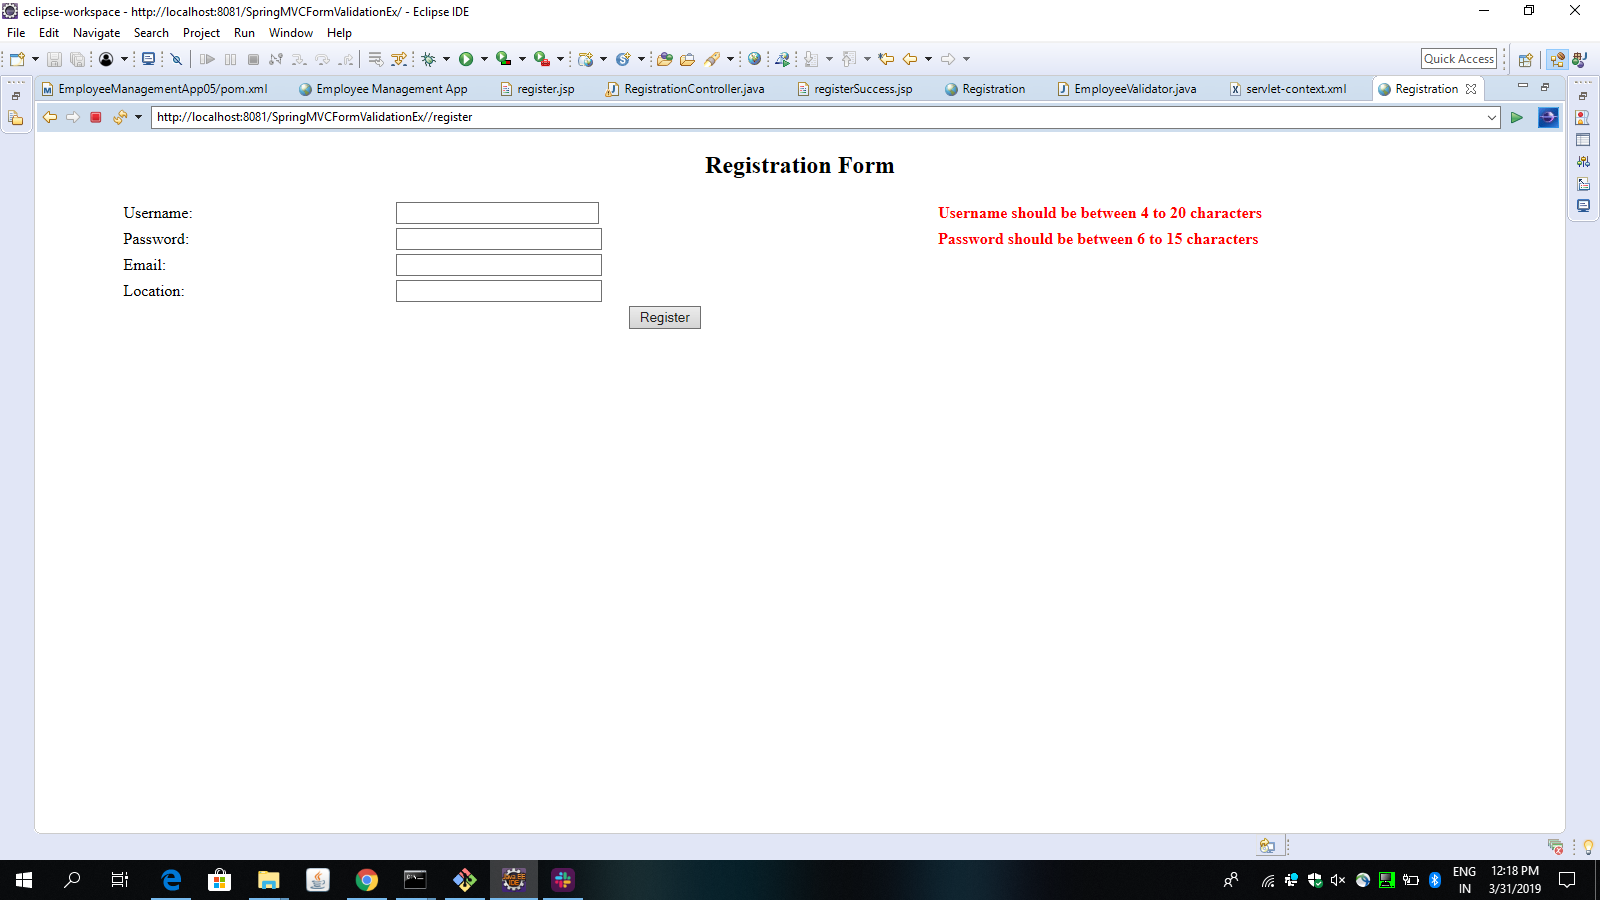 eclipse-workspace - http://localhost:8081/SpringMVCFormValidationEx/ - Eclipse IDE
File Edit Navigate Search Project Run Window Help
Quick Access
EmployeeManagementApp05/pom.xml Employee Management App register.jsp RegistrationController.java registerSuccess.jsp Registration EmployeeValidator.java servlet-context.xml Registration
http://localhost:8081/SpringMVCFormValidationEx//register
Registration Form
Username: Username should be between 4 to 20 characters
Password: Password should be between 6 to 15 characters
Email:
Location:
Register
ENG 12:18 PM
IN 3/31/2019